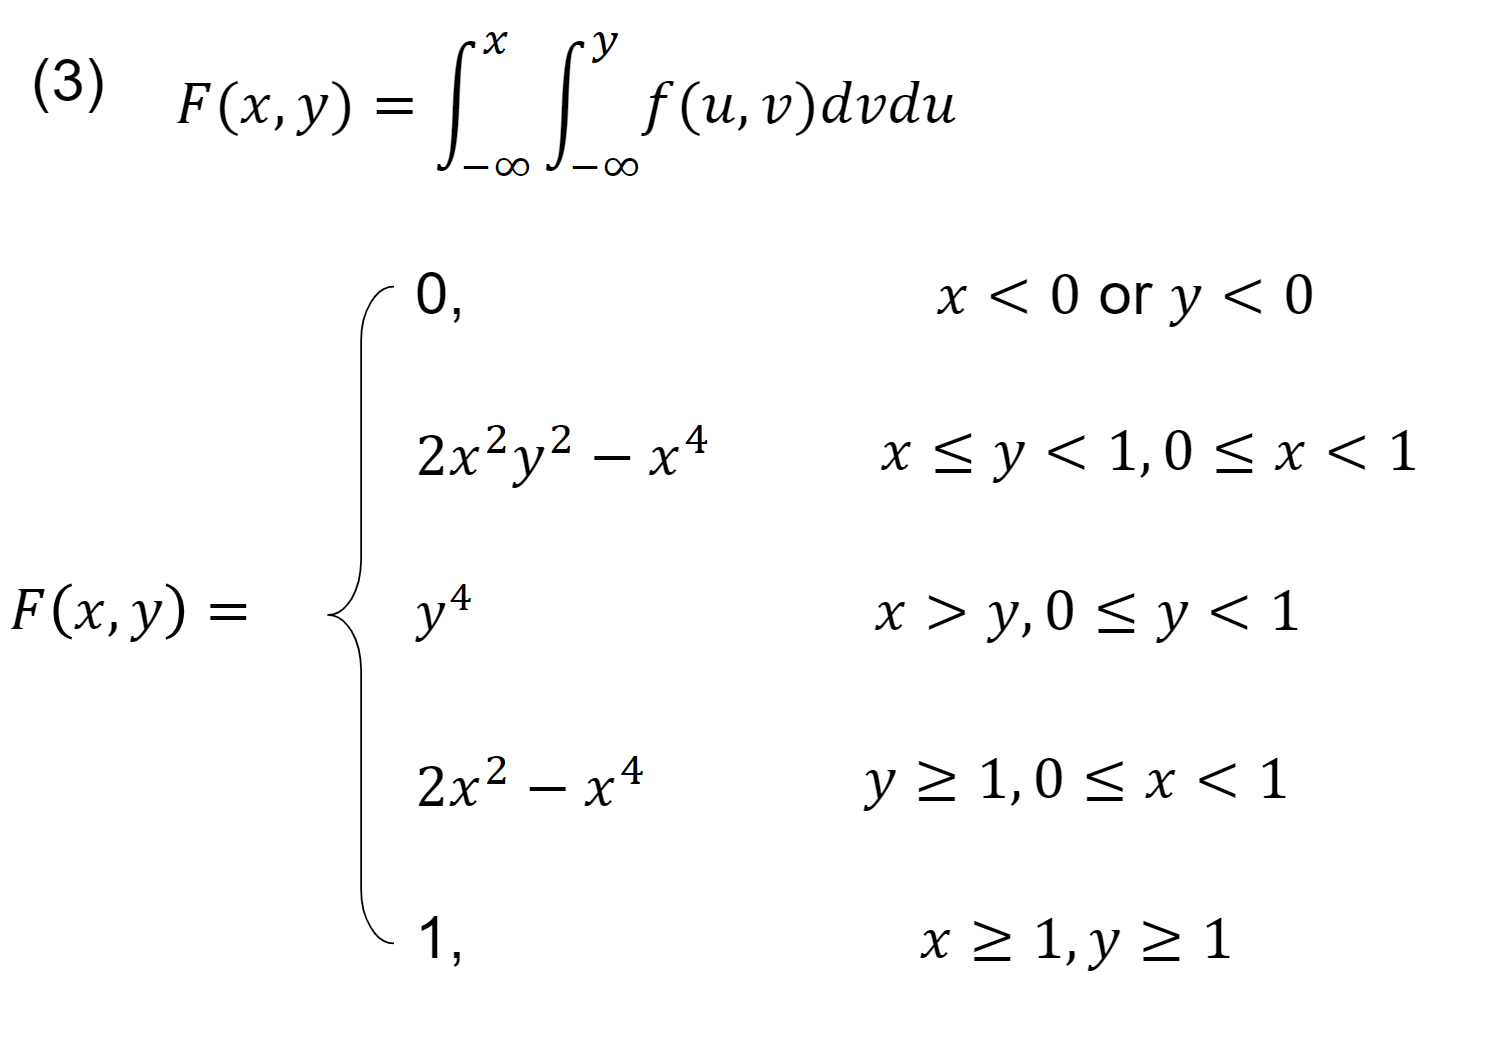 (3) F(x, y) = ∫_{−∞}^{x} ∫_{−∞}^{y} f(u, v)dvdu
0, x < 0 or y < 0
2x²y² − x⁴ x ≤ y < 1, 0 ≤ x < 1
F(x, y) = { y⁴ x > y, 0 ≤ y < 1
2x² − x⁴ y ≥ 1, 0 ≤ x < 1
1, x ≥ 1, y ≥ 1